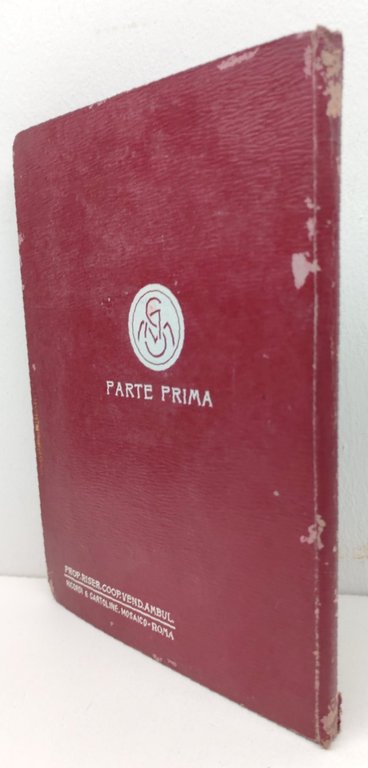 PARTE PRIMA
PROP. RISER. COOP. VEND. AMBUL.
RICORDI E CARTOLINE, MOSAICO - ROMA